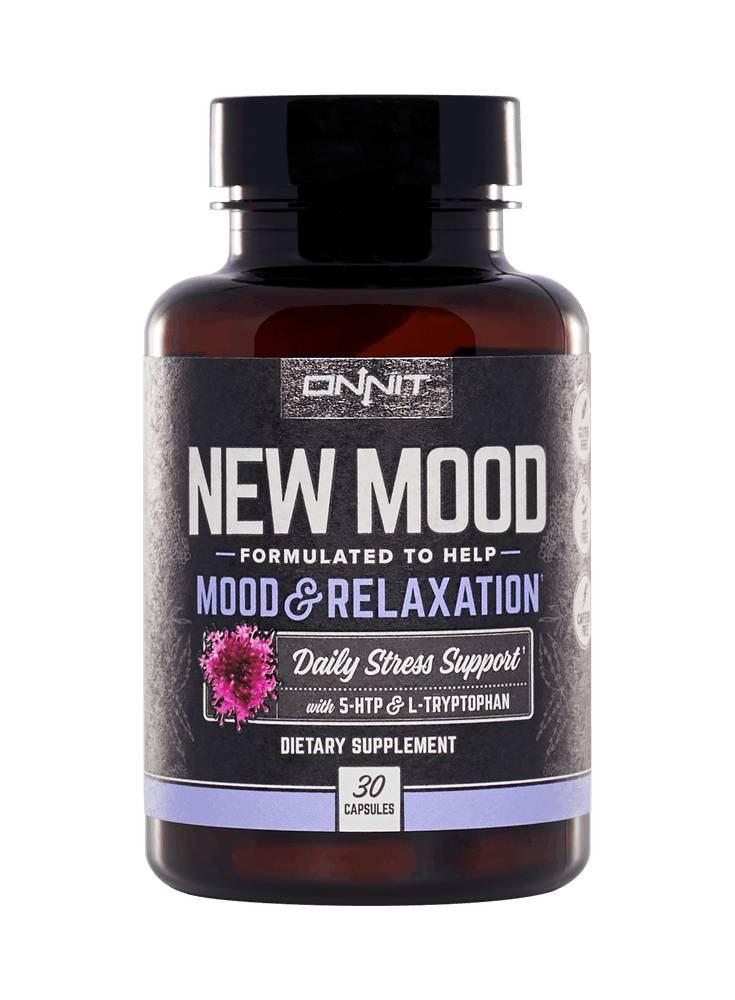 ONNIT
NEW MOOD
FORMULATED TO HELP
MOOD & RELAXATION†
Daily Stress Support†
with 5-HTP & L-TRYPTOPHAN
DIETARY SUPPLEMENT
30
CAPSULES